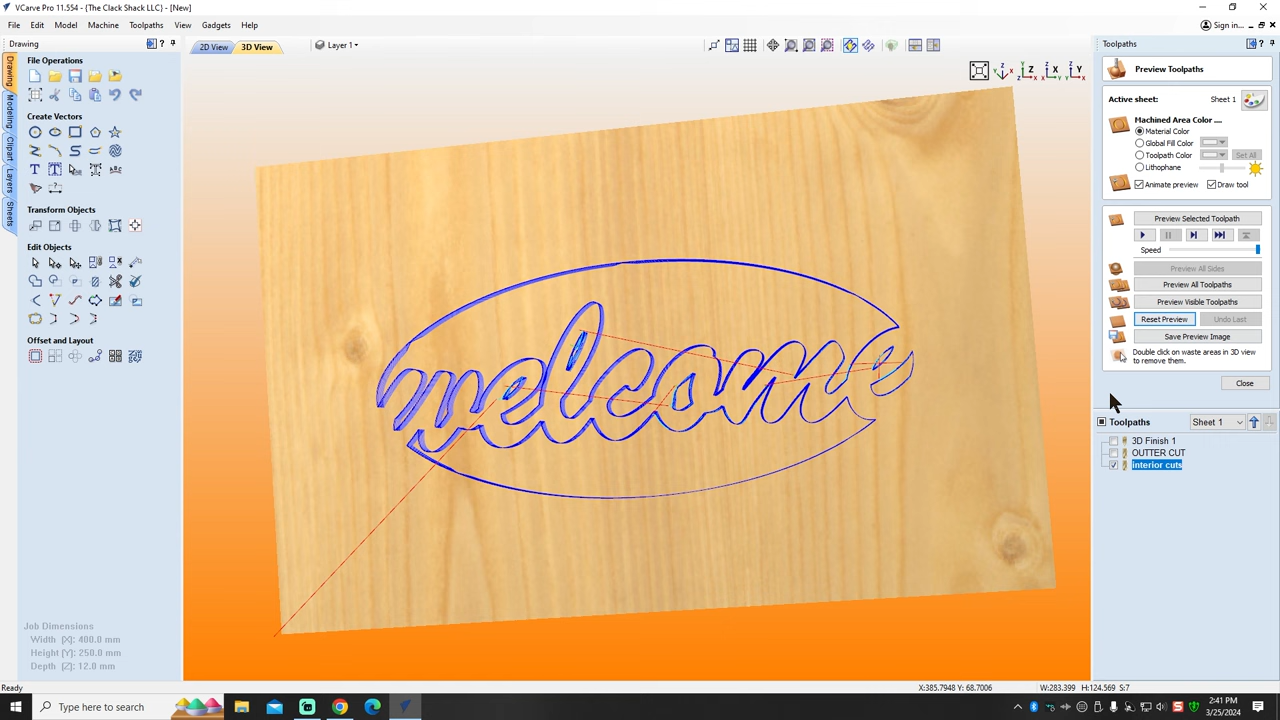 VCarve Pro 11.554 - {The Clack Shack LLC} - [New]
File Edit Model Machine Toolpaths View Gadgets Help
Sign in...
Drawing
2D View 3D View
Layer 1
Toolpaths
File Operations
Create Vectors
Transform Objects
Edit Objects
Offset and Layout
Drawing
Modeling
Clipart
Layers
Sheets
Job Dimensions
Width (X): 400.0 mm
Height (Y): 250.0 mm
Depth (Z): 12.0 mm
Z X Y
welcome
Preview Toolpaths
Active sheet: Sheet 1
Machined Area Color ....
Material Color
Global Fill Color
Toolpath Color Set All
Lithophane
Animate preview Draw tool
Preview Selected Toolpath
Speed
Preview All Sides
Preview All Toolpaths
Preview Visible Toolpaths
Reset Preview Undo Last
Save Preview Image
Double click on waste areas in 3D view
to remove them.
Close
Toolpaths Sheet 1
3D Finish 1
OUTTER CUT
interior cuts
Ready
X:385.7948 Y: 68.7006 W:283.399 H:124.569 S:7
Type here to search
2:41 PM
3/25/2024